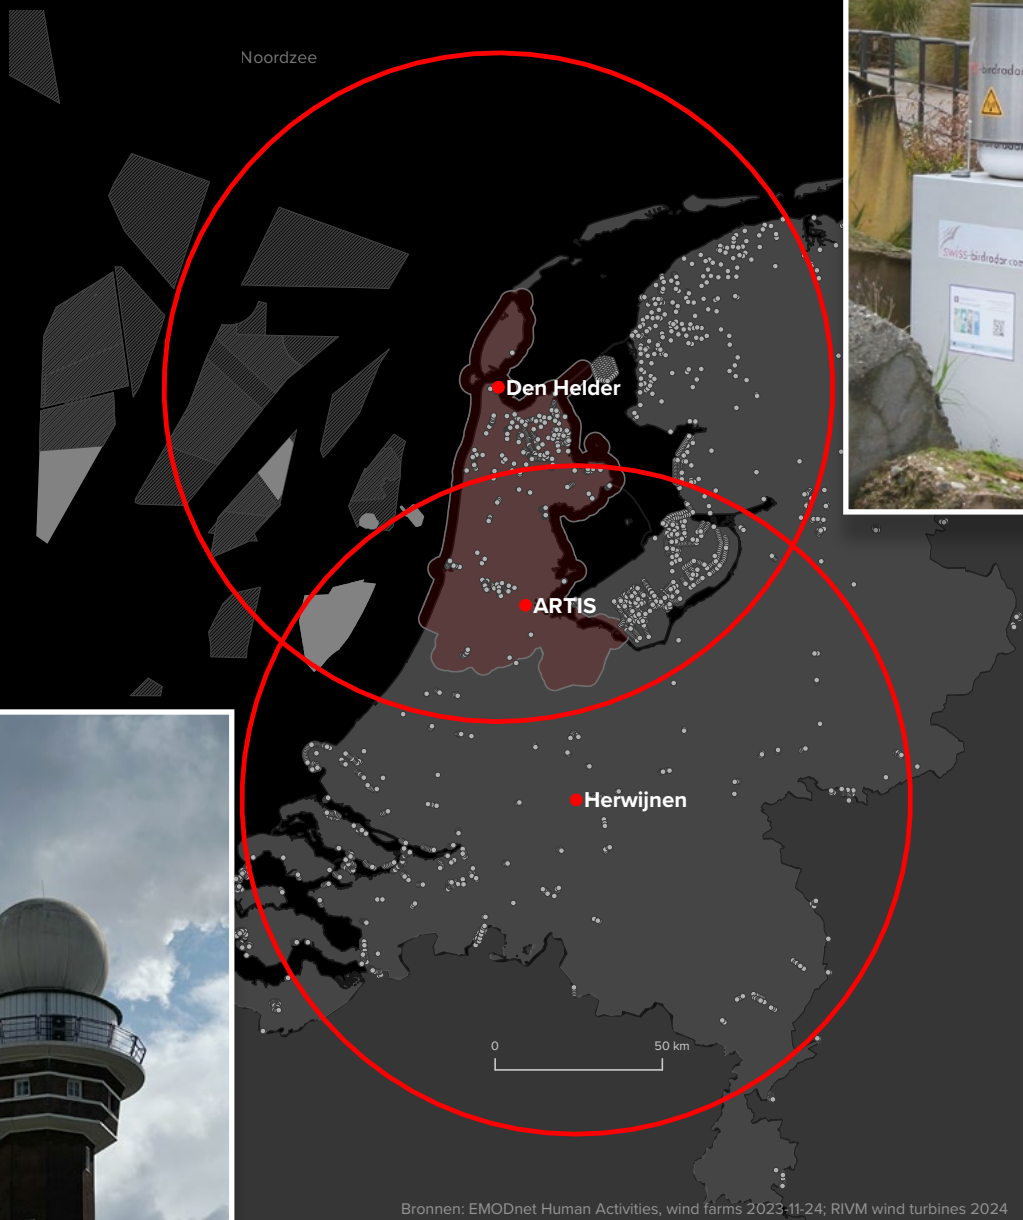 Noordzee
-birdradar
swiss-birdradar.com
Den Helder
ARTIS
Herwijnen
0 50 km
Bronnen: EMODnet Human Activities, wind farms 2023-11-24; RIVM wind turbines 2024